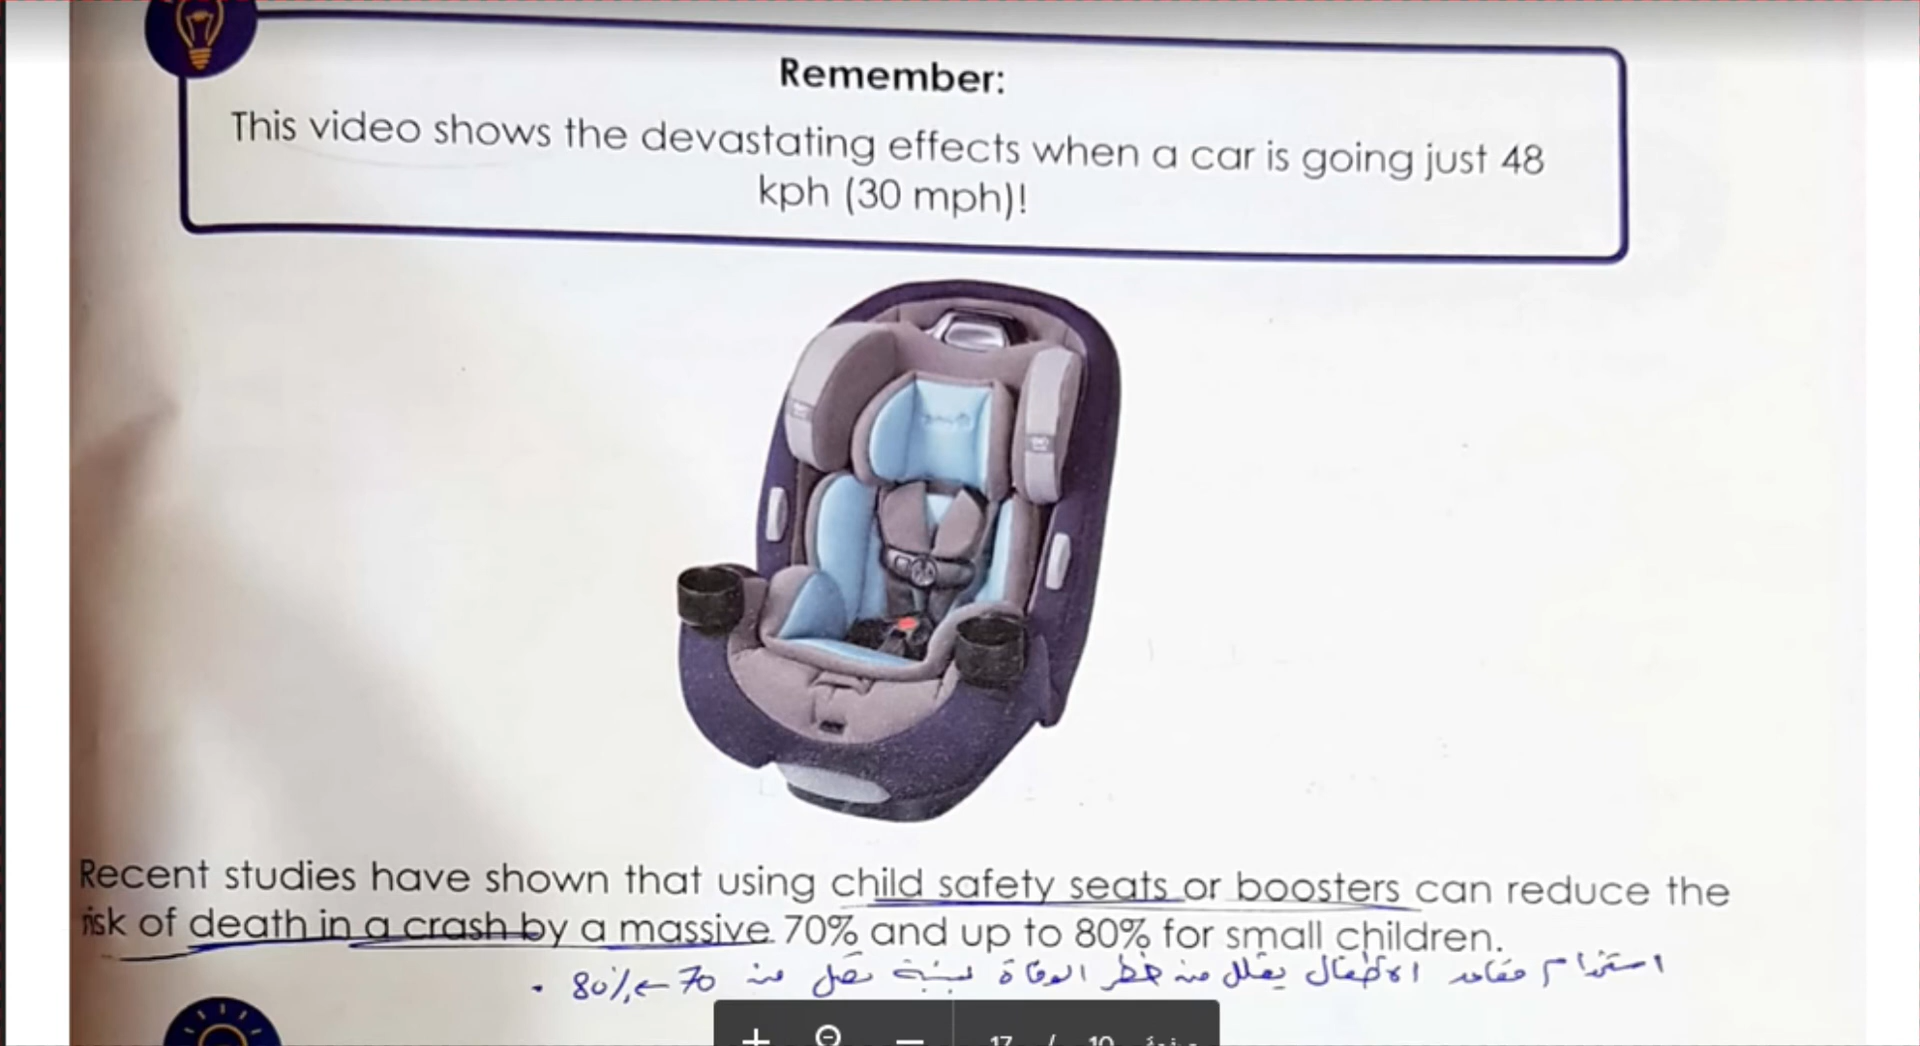 Remember:
This video shows the devastating effects when a car is going just 48
kph (30 mph)!
Recent studies have shown that using child safety seats or boosters can reduce the
risk of death in a crash by a massive 70% and up to 80% for small children.
استخدام مقاعد الأطفال يقلل من خطر الوفاة بنسبة تصل من 70 ← 80% .